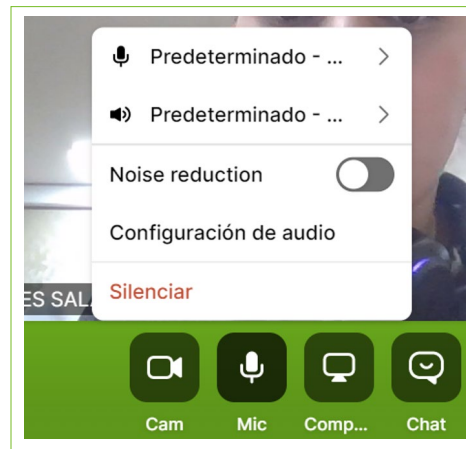 Predeterminado - ...
Predeterminado - ...
Noise reduction
Configuración de audio
ES SAL
Silenciar
Cam
Mic
Comp...
Chat